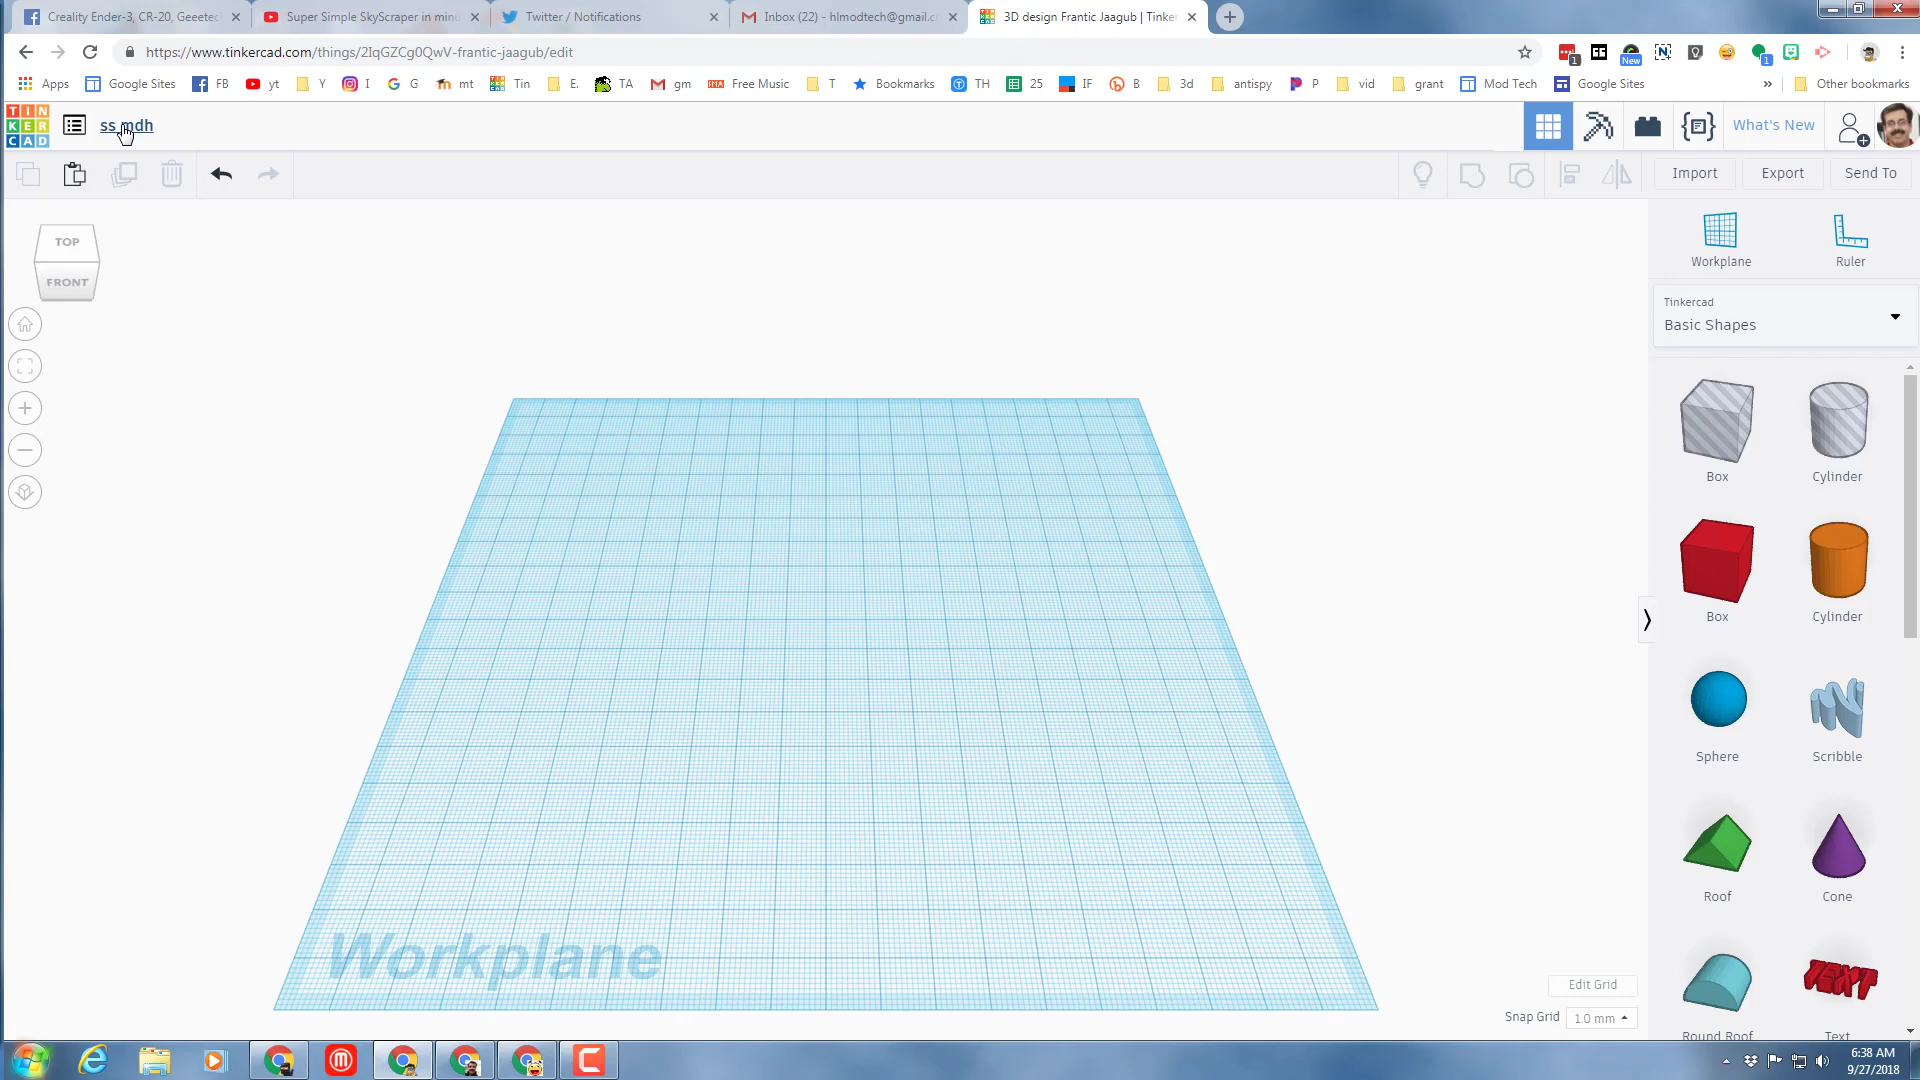 Creality Ender-3, CR-20, Geeetec
Super Simple SkyScraper in minu
Twitter / Notifications
Inbox (22) - hlmodtech@gmail.c
3D design Frantic Jaagub | Tinker
https://www.tinkercad.com/things/2IqGZCg0QwV-frantic-jaagub/edit
1
New
1
Apps
Google Sites
FB
yt
Y
I
G
mt
Tin
E.
TA
gm
Free Music
T
Bookmarks
TH
25
IF
B
3d
antispy
P
vid
grant
Mod Tech
Google Sites
»
Other bookmarks
TIN
KER
CAD
ss mdh
What's New
Import
Export
Send To
TOP
FRONT
Workplane
Ruler
Tinkercad
Basic Shapes
Box
Cylinder
Box
Cylinder
Sphere
Scribble
Roof
Cone
Round Roof
TEXT
Text
Workplane
Edit Grid
Snap Grid
1.0 mm
6:38 AM
9/27/2018